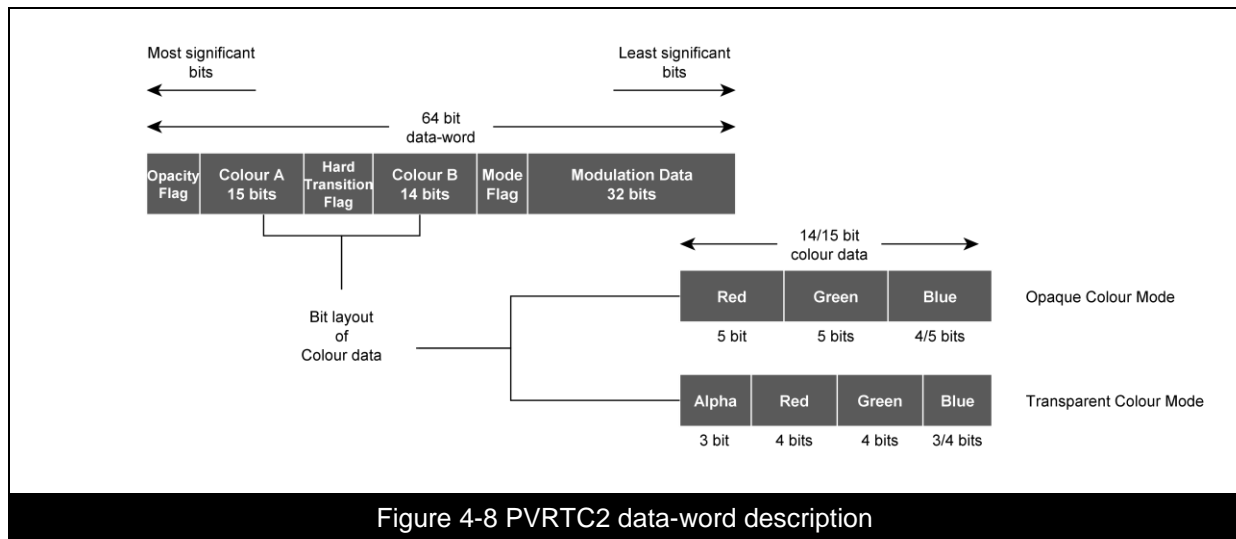 Most significant
bits
Least significant
bits
64 bit
data-word
Opacity
Flag
Colour A
15 bits
Hard
Transition
Flag
Colour B
14 bits
Mode
Flag
Modulation Data
32 bits
14/15 bit
colour data
Red
Green
Blue
Opaque Colour Mode
5 bit
5 bits
4/5 bits
Bit layout
of
Colour data
Alpha
Red
Green
Blue
Transparent Colour Mode
3 bit
4 bits
4 bits
3/4 bits
Figure 4-8 PVRTC2 data-word description